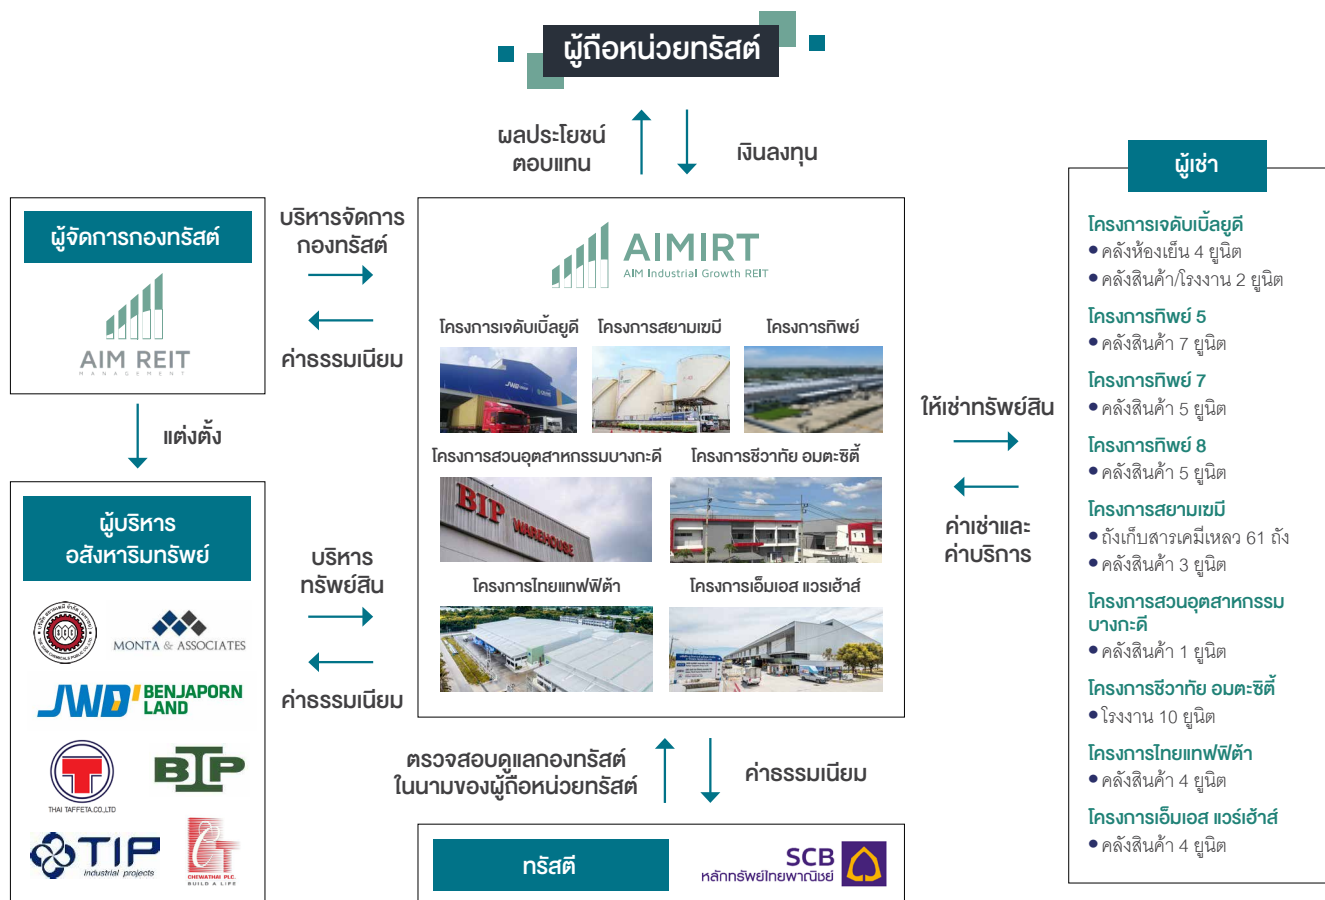 ผู้ถือหน่วยทรัสต์
ผลประโยชน์
ตอบแทน
เงินลงทุน
ผู้จัดการกองทรัสต์
AIM REIT
MANAGEMENT
บริหารจัดการ
กองทรัสต์
ค่าธรรมเนียม
แต่งตั้ง
ผู้บริหาร
อสังหาริมทรัพย์
MONTA & ASSOCIATES
JWD BENJAPORN
LAND
THAI TAFFETA.CO.,LTD
BIP
TIP
industrial projects
CHEWATHAI PLC.
BUILD A LIFE
บริหาร
ทรัพย์สิน
ค่าธรรมเนียม
AIMIRT
AIM Industrial Growth REIT
โครงการเจดับเบิ้ลยูดี
โครงการสยามเฆมี
โครงการทิพย์
JWD
โครงการสวนอุตสาหกรรมบางกะดี
โครงการชีวาทัย อมตะซิตี้
BIP WAREHOUSE
โครงการไทยแทฟฟิต้า
โครงการเอ็มเอส แวรเฮ้าส์
ตรวจสอบดูแลกองทรัสต์
ในนามของผู้ถือหน่วยทรัสต์
ค่าธรรมเนียม
ทรัสตี
SCB
หลักทรัพย์ไทยพาณิชย์
ให้เช่าทรัพย์สิน
ค่าเช่าและ
ค่าบริการ
ผู้เช่า
โครงการเจดับเบิ้ลยูดี
• คลังห้องเย็น 4 ยูนิต
• คลังสินค้า/โรงงาน 2 ยูนิต
โครงการทิพย์ 5
• คลังสินค้า 7 ยูนิต
โครงการทิพย์ 7
• คลังสินค้า 5 ยูนิต
โครงการทิพย์ 8
• คลังสินค้า 5 ยูนิต
โครงการสยามเฆมี
• ถังเก็บสารเคมีเหลว 61 ถัง
• คลังสินค้า 3 ยูนิต
โครงการสวนอุตสาหกรรม
บางกะดี
• คลังสินค้า 1 ยูนิต
โครงการชีวาทัย อมตะซิตี้
• โรงงาน 10 ยูนิต
โครงการไทยแทฟฟิต้า
• คลังสินค้า 4 ยูนิต
โครงการเอ็มเอส แวร์เฮ้าส์
• คลังสินค้า 4 ยูนิต